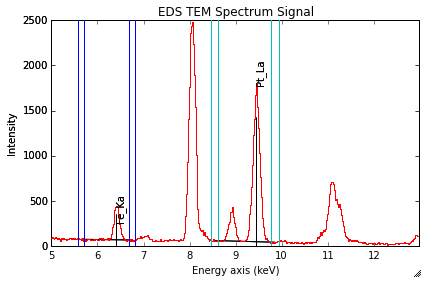 EDS TEM Spectrum Signal
2500
2000
1500
1000
500
0
Intensity
Fe_Ka
Pt_La
5 6 7 8 9 10 11 12
Energy axis (keV)